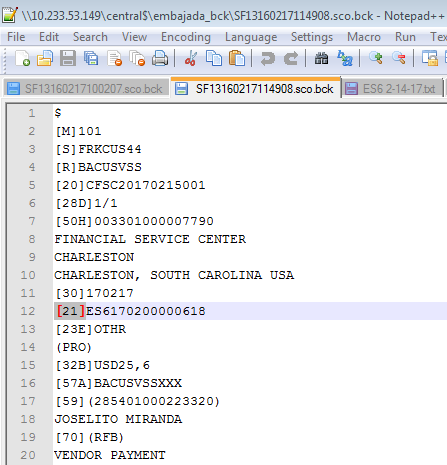 \\10.233.53.149\central$\embajada_bck\SF13160217114908.sco.bck - Notepad++
File Edit Search View Encoding Language Settings Macro Run Te
SF13160217100207.sco.bck SF13160217114908.sco.bck ES6 2-14-17.txt
1 $
2 [M]101
3 [S]FRKCUS44
4 [R]BACUSVSS
5 [20]CFSC20170215001
6 [28D]1/1
7 [50H]003301000007790
8 FINANCIAL SERVICE CENTER
9 CHARLESTON
10 CHARLESTON, SOUTH CAROLINA USA
11 [30]170217
12 [21]ES6170200000618
13 [23E]OTHR
14 (PRO)
15 [32B]USD25,6
16 [57A]BACUSVSSXXX
17 [59](285401000223320)
18 JOSELITO MIRANDA
19 [70](RFB)
20 VENDOR PAYMENT